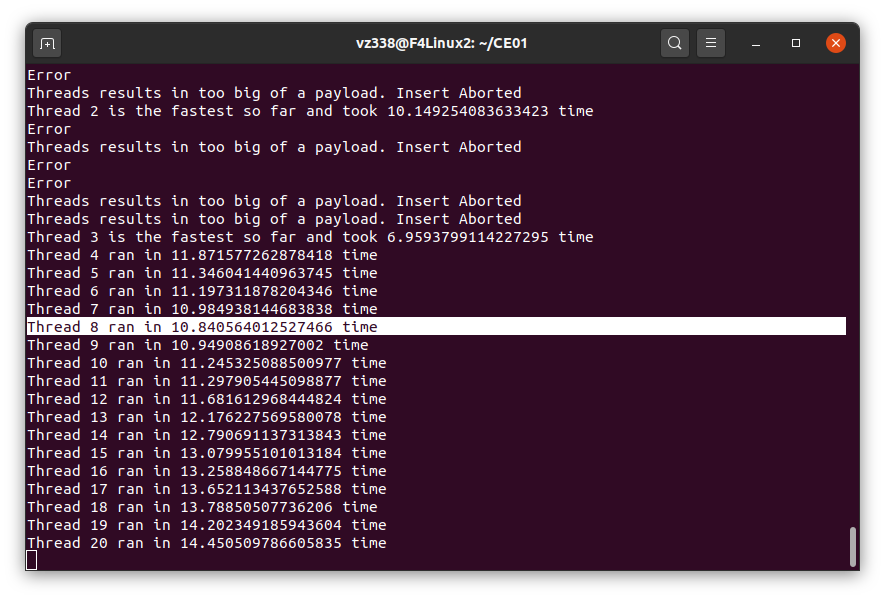 vz338@F4Linux2: ~/CE01
Error
Threads results in too big of a payload. Insert Aborted
Thread 2 is the fastest so far and took 10.149254083633423 time
Error
Threads results in too big of a payload. Insert Aborted
Error
Error
Threads results in too big of a payload. Insert Aborted
Threads results in too big of a payload. Insert Aborted
Thread 3 is the fastest so far and took 6.9593799114227295 time
Thread 4 ran in 11.871577262878418 time
Thread 5 ran in 11.346041440963745 time
Thread 6 ran in 11.197311878204346 time
Thread 7 ran in 10.984938144683838 time
Thread 8 ran in 10.840564012527466 time
Thread 9 ran in 10.94908618927002 time
Thread 10 ran in 11.245325088500977 time
Thread 11 ran in 11.297905445098877 time
Thread 12 ran in 11.681612968444824 time
Thread 13 ran in 12.176227569580078 time
Thread 14 ran in 12.790691137313843 time
Thread 15 ran in 13.079955101013184 time
Thread 16 ran in 13.258848667144775 time
Thread 17 ran in 13.652113437652588 time
Thread 18 ran in 13.78850507736206 time
Thread 19 ran in 14.202349185943604 time
Thread 20 ran in 14.450509786605835 time